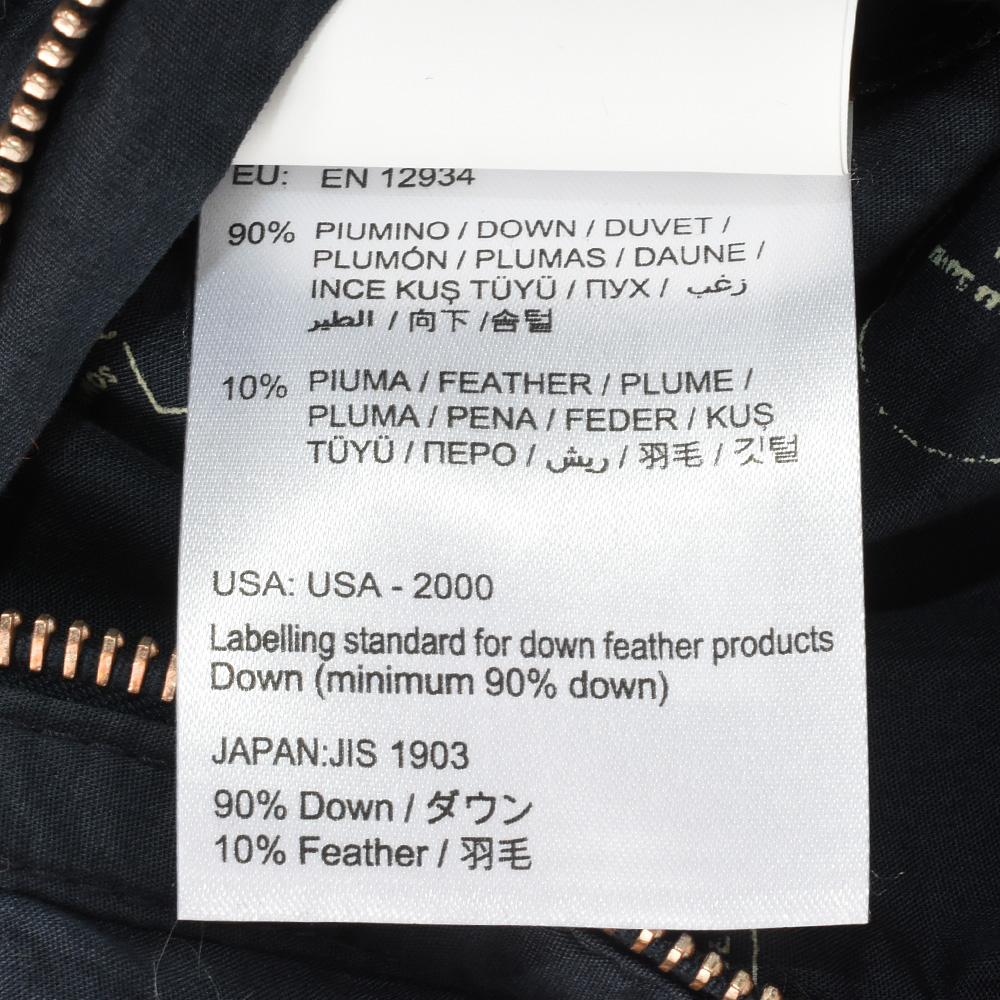 EU: EN 12934
90% PIUMINO / DOWN / DUVET /
PLUMÓN / PLUMAS / DAUNE /
INCE KUŞ TÜYÜ / ПУХ / زغب
الطير / 向下 /솜털
10% PIUMA / FEATHER / PLUME /
PLUMA / PENA / FEDER / KUŞ
TÜYÜ / ПЕРО / ريش / 羽毛 / 깃털
USA: USA - 2000
Labelling standard for down feather products
Down (minimum 90% down)
JAPAN:JIS 1903
90% Down / ダウン
10% Feather / 羽毛